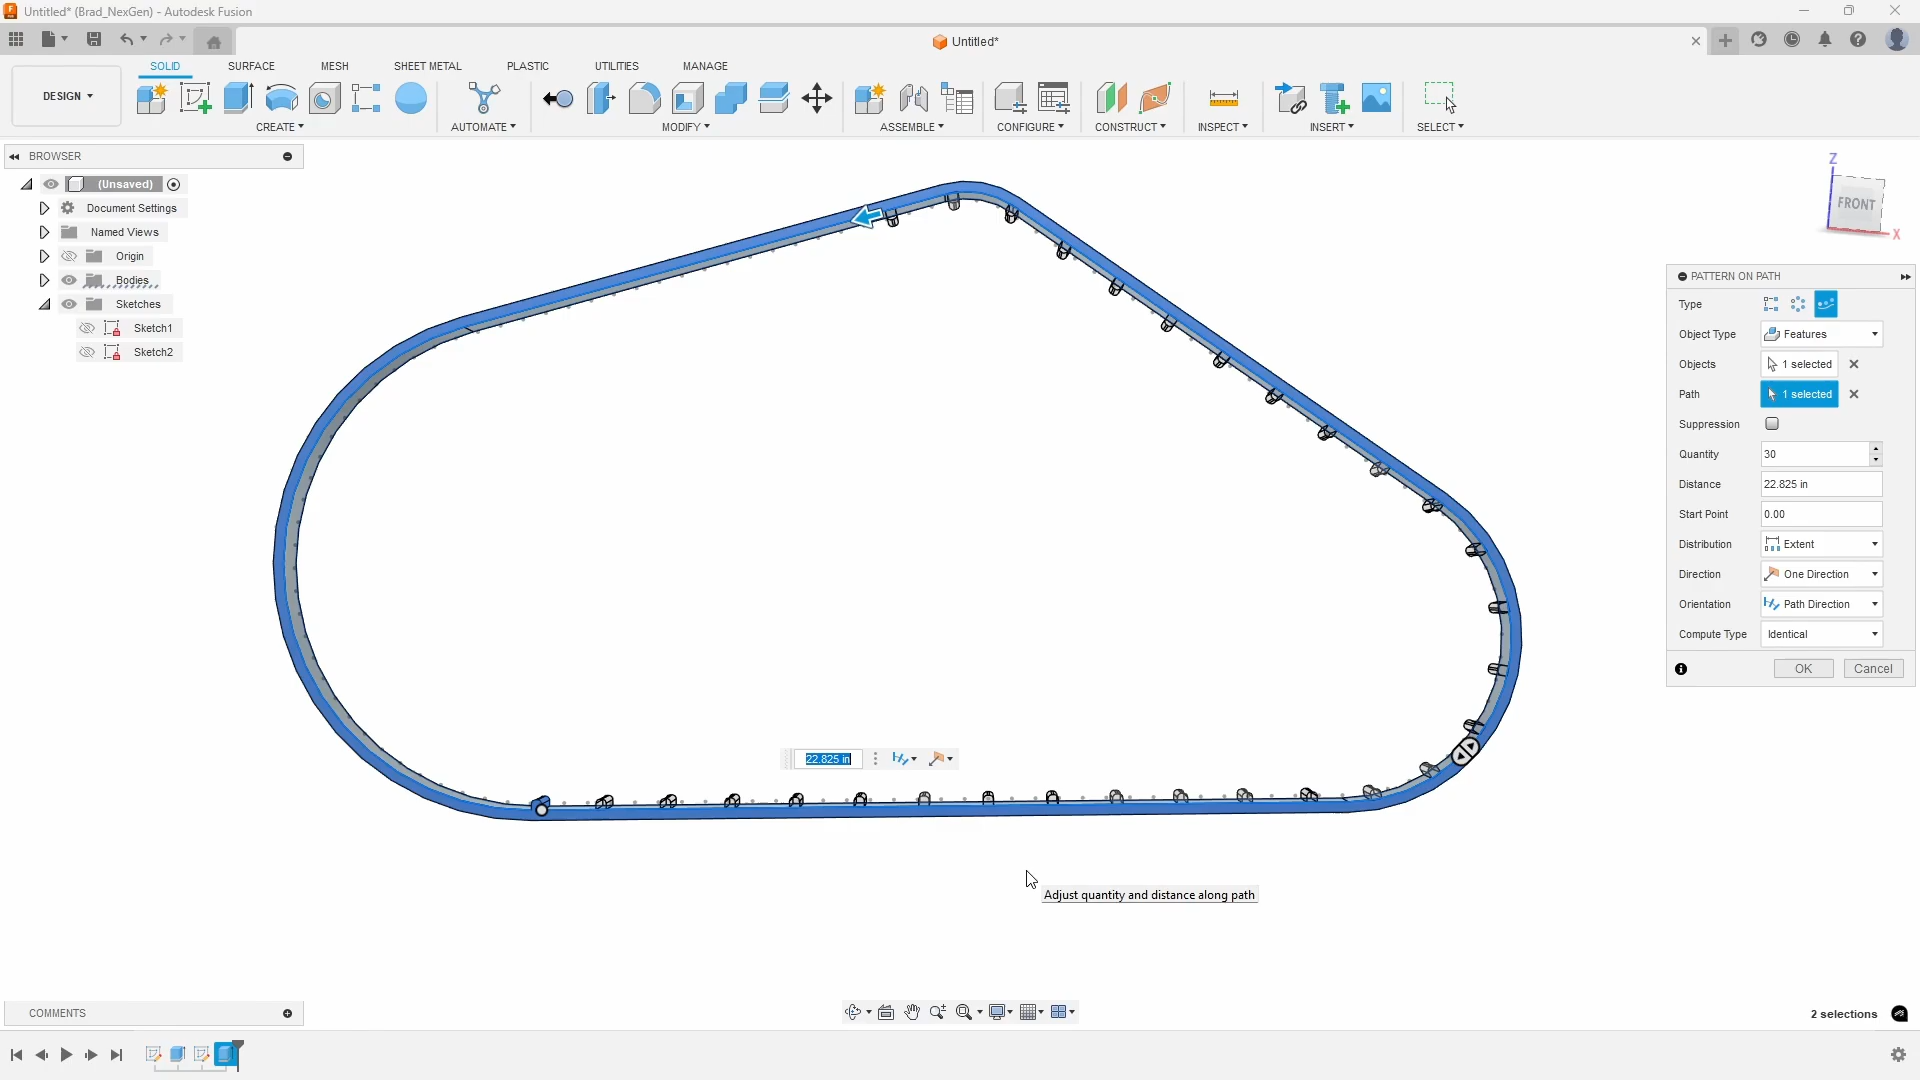 Untitled* (Brad_NexGen) - Autodesk Fusion
Untitled*
SOLID
SURFACE
MESH
SHEET METAL
PLASTIC
UTILITIES
MANAGE
DESIGN
CREATE
AUTOMATE
MODIFY
ASSEMBLE
CONFIGURE
CONSTRUCT
INSPECT
INSERT
SELECT
BROWSER
(Unsaved)
Document Settings
Named Views
Origin
Bodies
Sketches
Sketch1
Sketch2
Z
FRONT
X
PATTERN ON PATH
Type
Object Type
Features
Objects
1 selected
Path
1 selected
Suppression
Quantity
30
Distance
22.825 in
Start Point
0.00
Distribution
Extent
Direction
One Direction
Orientation
Path Direction
Compute Type
Identical
OK
Cancel
22.825 in
Adjust quantity and distance along path
COMMENTS
2 selections